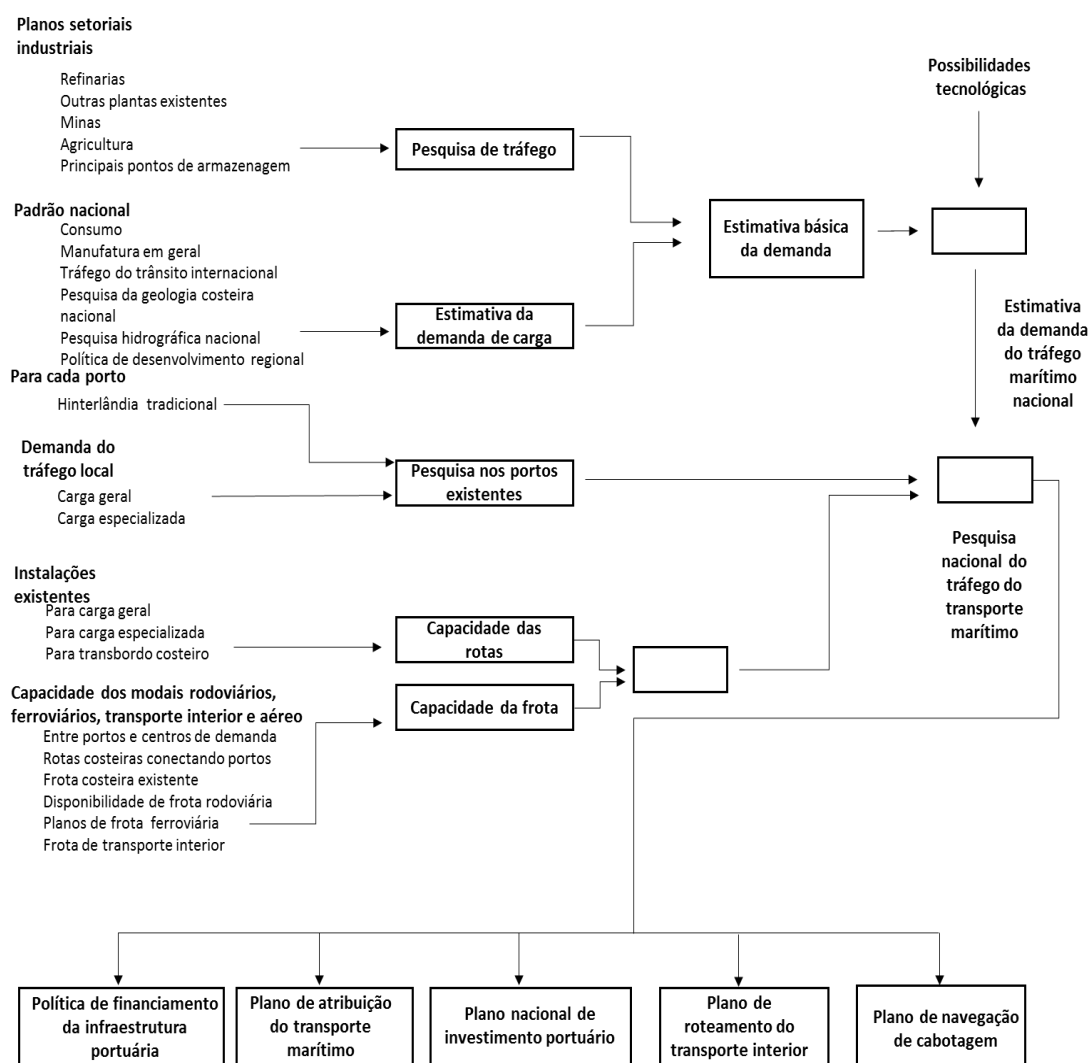 Planos setoriais
industriais
Refinarias
Outras plantas existentes
Minas
Agricultura
Principais pontos de armazenagem
Pesquisa de tráfego
Possibilidades
tecnológicas
Padrão nacional
Consumo
Manufatura em geral
Tráfego do trânsito internacional
Pesquisa da geologia costeira
nacional
Pesquisa hidrográfica nacional
Política de desenvolvimento regional
Estimativa da
demanda de carga
Estimativa básica
da demanda
Estimativa
da demanda
do tráfego
marítimo
nacional
Para cada porto
Hinterlândia tradicional
Demanda do
tráfego local
Carga geral
Carga especializada
Pesquisa nos portos
existentes
Pesquisa
nacional do
tráfego do
transporte
marítimo
Instalações
existentes
Para carga geral
Para carga especializada
Para transbordo costeiro
Capacidade das
rotas
Capacidade dos modais rodoviários,
ferroviários, transporte interior e aéreo
Entre portos e centros de demanda
Rotas costeiras conectando portos
Frota costeira existente
Disponibilidade de frota rodoviária
Planos de frota ferroviária
Frota de transporte interior
Capacidade da frota
Política de financiamento
da infraestrutura
portuária
Plano de atribuição
do transporte
marítimo
Plano nacional de
investimento portuário
Plano de
roteamento do
transporte interior
Plano de navegação
de cabotagem